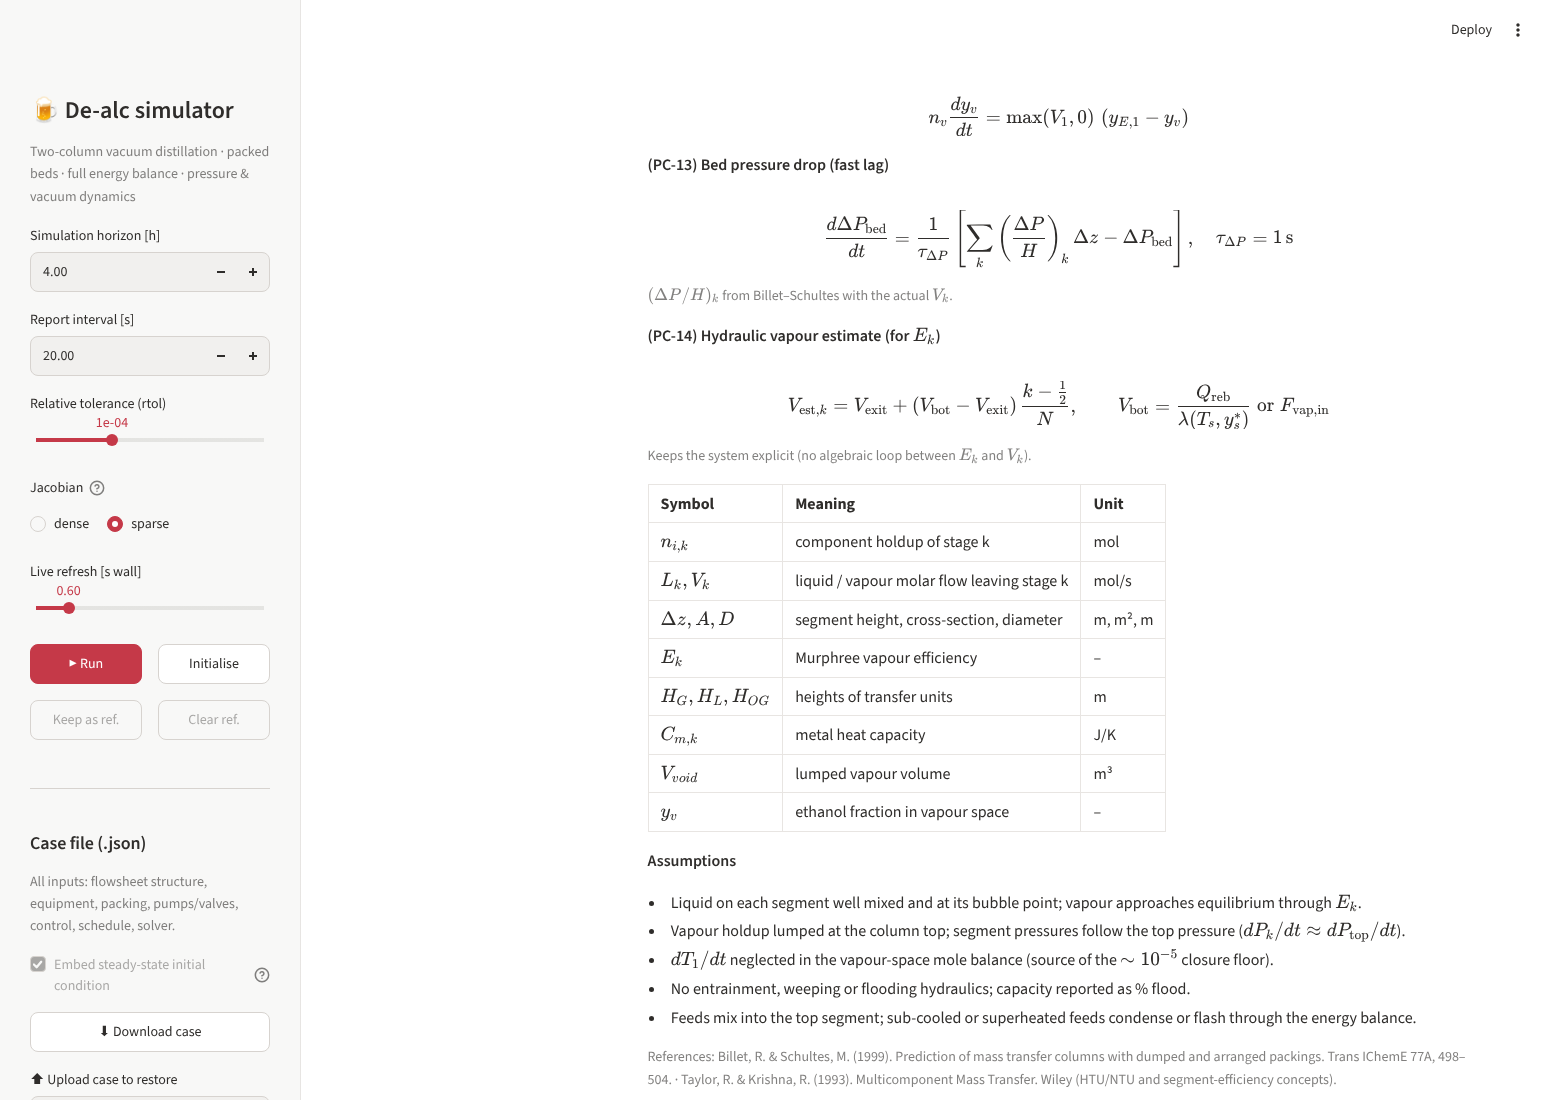 Deploy
🍺 De-alc simulator
Two-column vacuum distillation · packed
beds · full energy balance · pressure &
vacuum dynamics
Simulation horizon [h]
4.00 − +
Report interval [s]
20.00 − +
Relative tolerance (rtol)
1e-04
Jacobian
dense sparse
Live refresh [s wall]
0.60
▶ Run Initialise
Keep as ref. Clear ref.
Case file (.json)
All inputs: flowsheet structure,
equipment, packing, pumps/valves,
control, schedule, solver.
Embed steady-state initial
condition
⬇ Download case
⬆ Upload case to restore
n_v dy_v/dt = max(V_1, 0) (y_{E,1} − y_v)
(PC-13) Bed pressure drop (fast lag)
dΔP_bed/dt = 1/τ_{ΔP} [∑_k (ΔP/H)_k Δz − ΔP_bed], τ_{ΔP} = 1 s
(ΔP/H)_k from Billet–Schultes with the actual V_k.
(PC-14) Hydraulic vapour estimate (for E_k)
V_{est,k} = V_exit + (V_bot − V_exit) (k − 1/2)/N, V_bot = Q_reb/λ(T_s, y_s^*) or F_{vap,in}
Keeps the system explicit (no algebraic loop between E_k and V_k).
Symbol Meaning Unit
n_{i,k} component holdup of stage k mol
L_k, V_k liquid / vapour molar flow leaving stage k mol/s
Δz, A, D segment height, cross-section, diameter m, m², m
E_k Murphree vapour efficiency –
H_G, H_L, H_{OG} heights of transfer units m
C_{m,k} metal heat capacity J/K
V_{void} lumped vapour volume m³
y_v ethanol fraction in vapour space –
Assumptions
• Liquid on each segment well mixed and at its bubble point; vapour approaches equilibrium through E_k.
• Vapour holdup lumped at the column top; segment pressures follow the top pressure (dP_k/dt ≈ dP_top/dt).
• dT_1/dt neglected in the vapour-space mole balance (source of the ∼ 10^{−5} closure floor).
• No entrainment, weeping or flooding hydraulics; capacity reported as % flood.
• Feeds mix into the top segment; sub-cooled or superheated feeds condense or flash through the energy balance.
References: Billet, R. & Schultes, M. (1999). Prediction of mass transfer columns with dumped and arranged packings. Trans IChemE 77A, 498–
504. · Taylor, R. & Krishna, R. (1993). Multicomponent Mass Transfer. Wiley (HTU/NTU and segment-efficiency concepts).